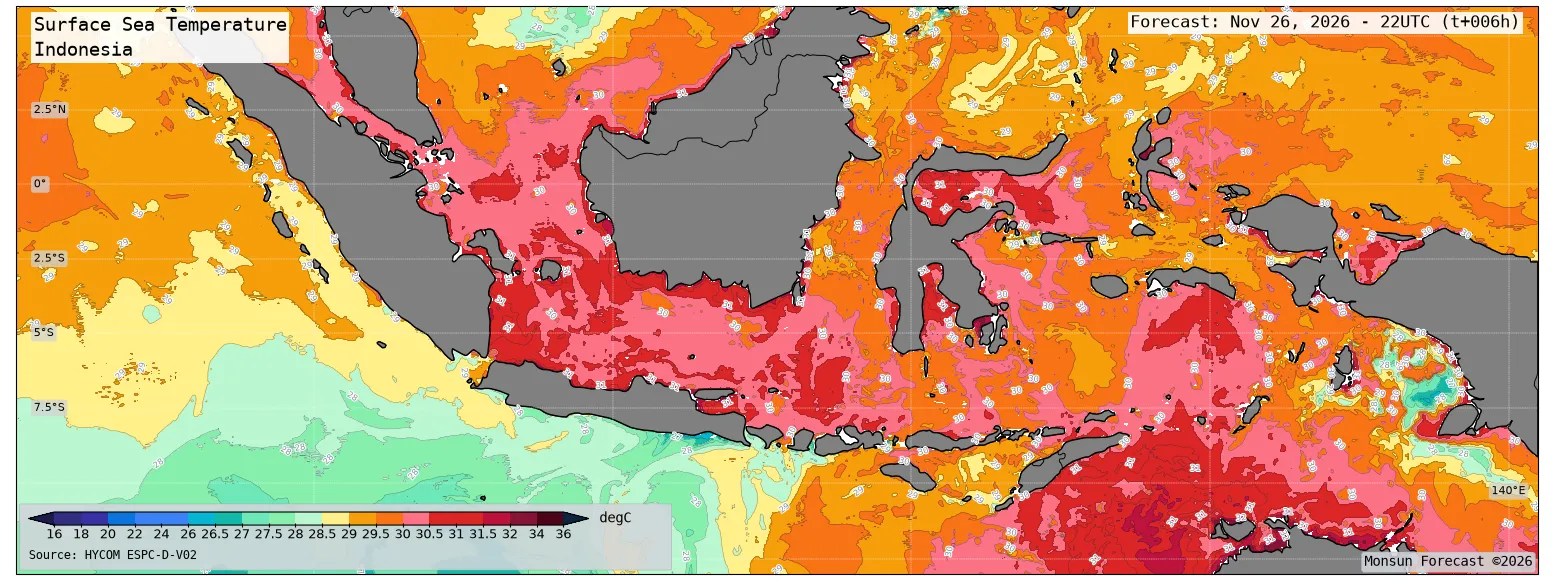 Surface Sea Temperature
Indonesia
Forecast: Nov 26, 2026 - 22UTC (t+006h)
2.5°N
0°
2.5°S
5°S
7.5°S
140°E
degC
16 18 20 22 24 26 26.5 27 27.5 28 28.5 29 29.5 30 30.5 31 31.5 32 34 36
Source: HYCOM ESPC-D-V02
Monsun Forecast ©2026